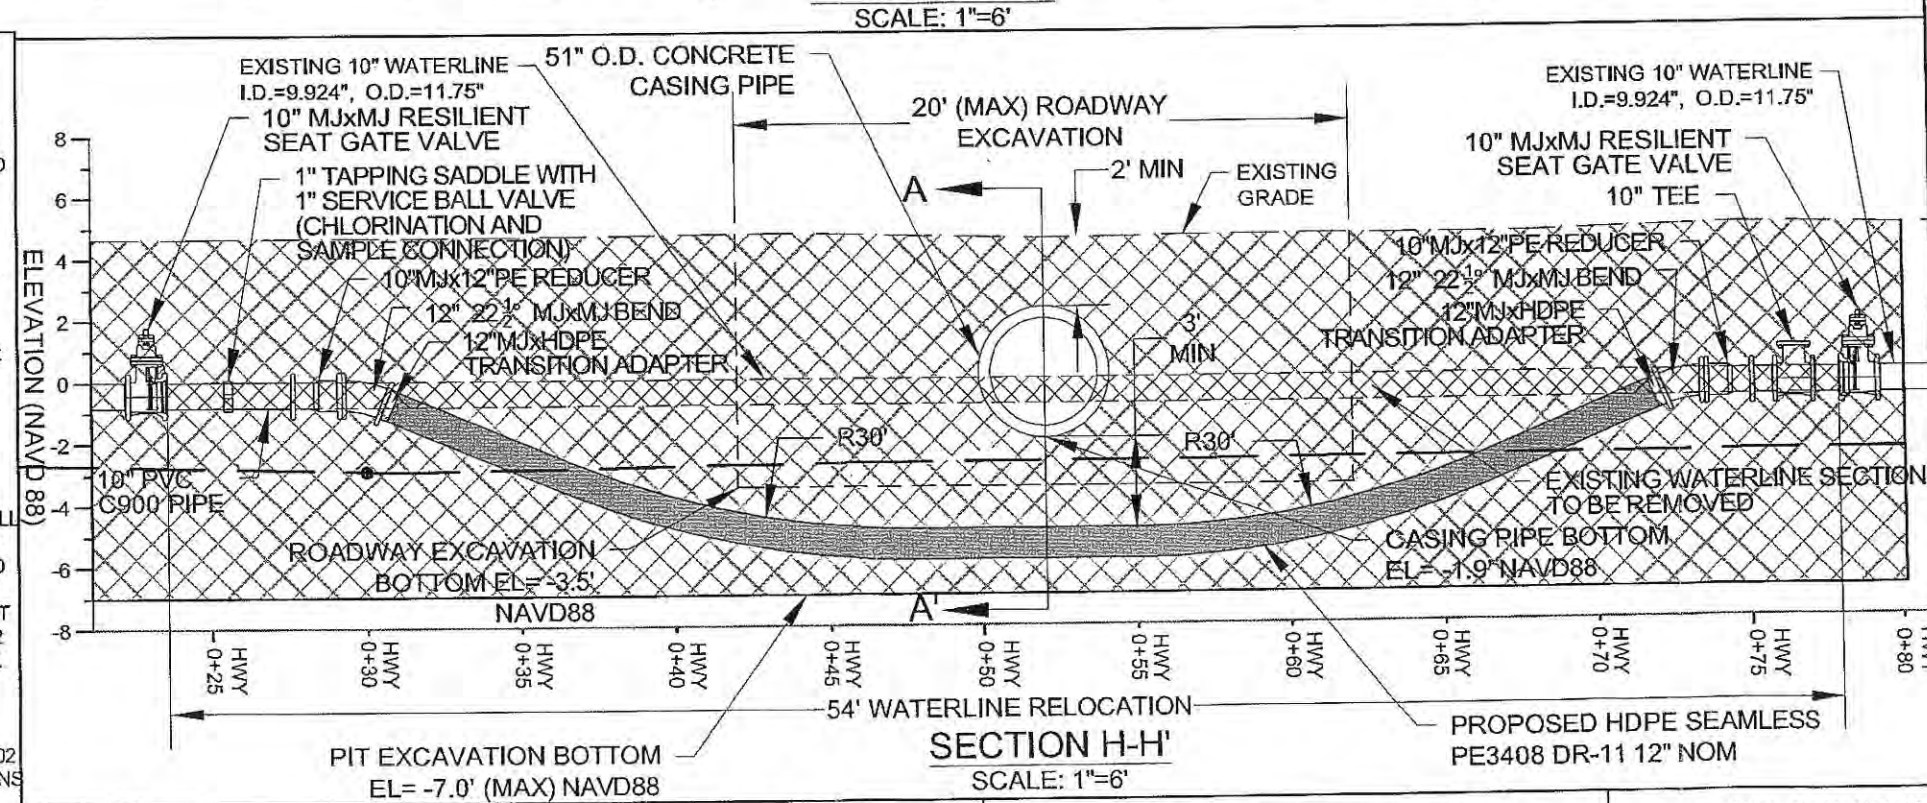 SCALE: 1"=6'
EXISTING 10" WATERLINE
I.D.=9.924", O.D.=11.75"
10" MJxMJ RESILIENT
SEAT GATE VALVE
1" TAPPING SADDLE WITH
1" SERVICE BALL VALVE
(CHLORINATION AND
SAMPLE CONNECTION)
10"MJx12"PE REDUCER
12" 22 1/2° MJxMJ BEND
12"MJxHDPE
TRANSITION ADAPTER
51" O.D. CONCRETE
CASING PIPE
20' (MAX) ROADWAY
EXCAVATION
2' MIN
EXISTING
GRADE
A
EXISTING 10" WATERLINE
I.D.=9.924", O.D.=11.75"
10" MJxMJ RESILIENT
SEAT GATE VALVE
10" TEE
10"MJx12"PE REDUCER
12" 22 1/2° MJxMJ BEND
12"MJxHDPE
TRANSITION ADAPTER
3'
MIN
ELEVATION (NAVD 88)
8
6
4
2
0
-2
-4
-6
-8
10" PVC
C900 PIPE
R30'
R30'
ROADWAY EXCAVATION
BOTTOM EL= -3.5'
NAVD88
EXISTING WATERLINE SECTION
TO BE REMOVED
CASING PIPE BOTTOM
EL= -1.9' NAVD88
A'
HWY
0+25
HWY
0+30
HWY
0+35
HWY
0+40
HWY
0+45
HWY
0+50
HWY
0+55
HWY
0+60
HWY
0+65
HWY
0+70
HWY
0+75
HWY
0+80
54' WATERLINE RELOCATION
PIT EXCAVATION BOTTOM
EL= -7.0' (MAX) NAVD88
SECTION H-H'
SCALE: 1"=6'
PROPOSED HDPE SEAMLESS
PE3408 DR-11 12" NOM